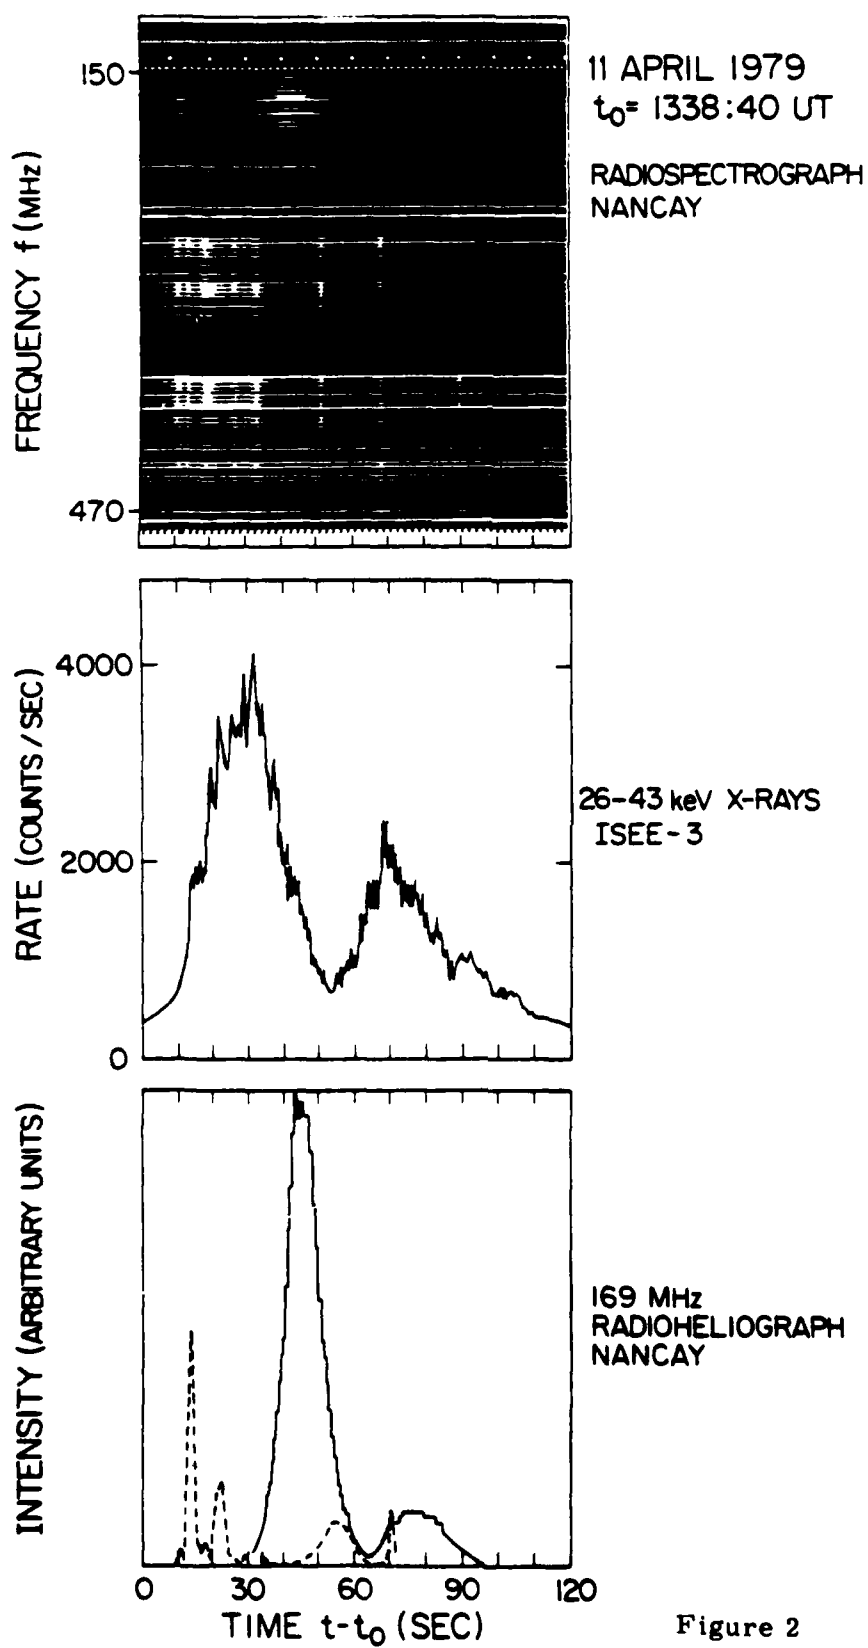 150
470
FREQUENCY f (MHz)
11 APRIL 1979
t₀= 1338:40 UT
RADIOSPECTROGRAPH
NANCAY
4000
2000
0
RATE (COUNTS/SEC)
26-43 keV X-RAYS
ISEE-3
INTENSITY (ARBITRARY UNITS)
169 MHz
RADIOHELIOGRAPH
NANCAY
0 30 60 90 120
TIME t-t₀ (SEC)
Figure 2